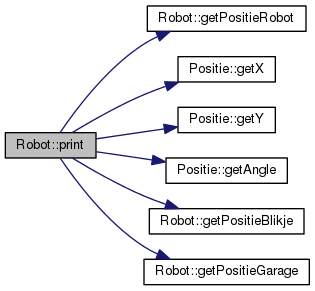 Robot::getPositieRobot
Positie::getX
Positie::getY
Robot::print
Positie::getAngle
Robot::getPositieBlikje
Robot::getPositieGarage